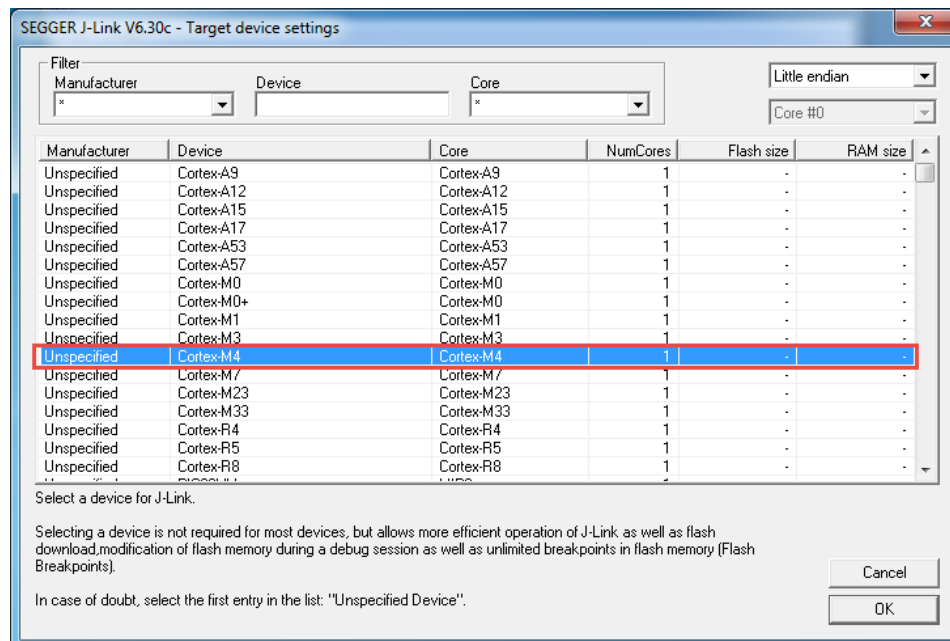 SEGGER J-Link V6.30c - Target device settings
Filter
Manufacturer Device Core
* *
Little endian
Core #0
Manufacturer Device Core NumCores Flash size RAM size
Unspecified Cortex-A9 Cortex-A9 1 - -
Unspecified Cortex-A12 Cortex-A12 1 - -
Unspecified Cortex-A15 Cortex-A15 1 - -
Unspecified Cortex-A17 Cortex-A17 1 - -
Unspecified Cortex-A53 Cortex-A53 1 - -
Unspecified Cortex-A57 Cortex-A57 1 - -
Unspecified Cortex-M0 Cortex-M0 1 - -
Unspecified Cortex-M0+ Cortex-M0 1 - -
Unspecified Cortex-M1 Cortex-M1 1 - -
Unspecified Cortex-M3 Cortex-M3 1 - -
Unspecified Cortex-M4 Cortex-M4 1 - -
Unspecified Cortex-M7 Cortex-M7 1 - -
Unspecified Cortex-M23 Cortex-M23 1 - -
Unspecified Cortex-M33 Cortex-M33 1 - -
Unspecified Cortex-R4 Cortex-R4 1 - -
Unspecified Cortex-R5 Cortex-R5 1 - -
Unspecified Cortex-R8 Cortex-R8 1 - -
Select a device for J-Link.
Selecting a device is not required for most devices, but allows more efficient operation of J-Link as well as flash
download,modification of flash memory during a debug session as well as unlimited breakpoints in flash memory (Flash
Breakpoints).
In case of doubt, select the first entry in the list: "Unspecified Device".
Cancel
OK